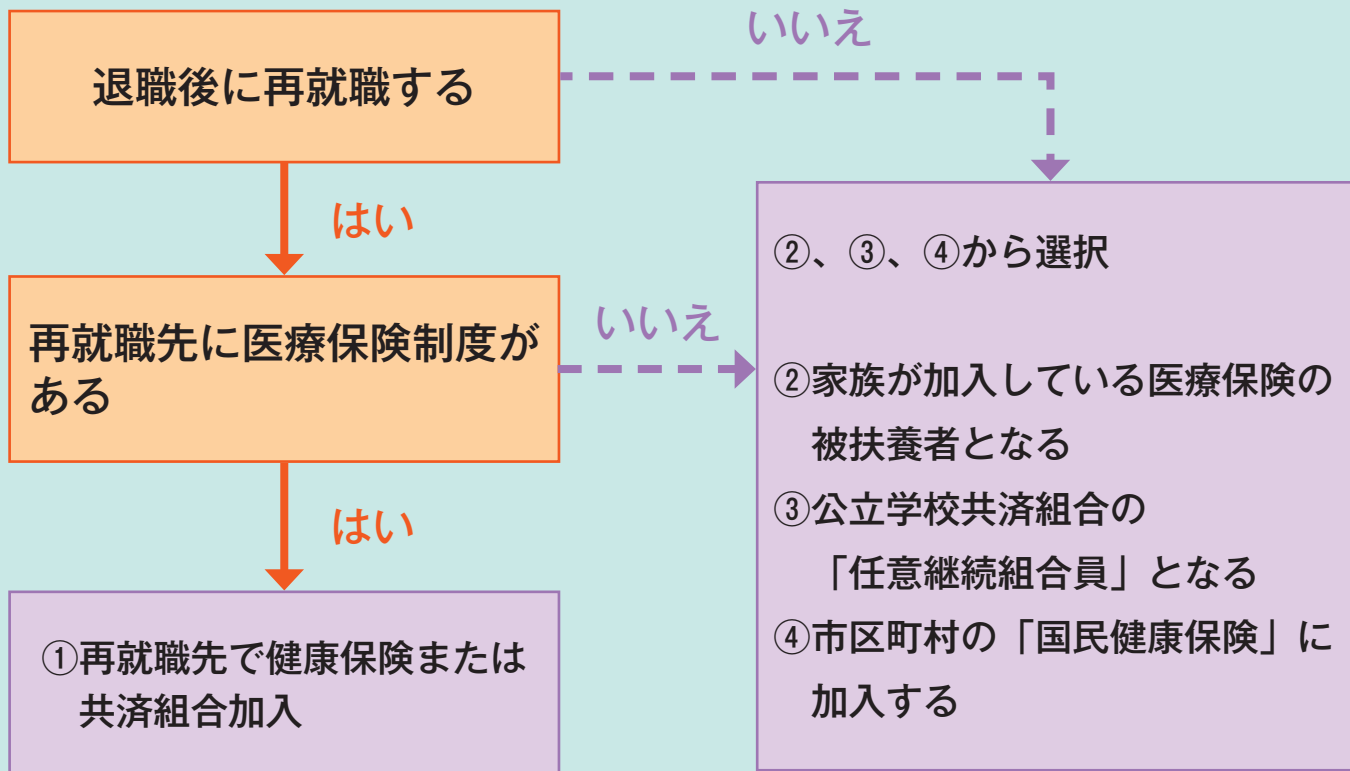 退職後に再就職する
いいえ
はい
再就職先に医療保険制度が
ある
いいえ
はい
①再就職先で健康保険または
共済組合加入
②、③、④から選択
②家族が加入している医療保険の
被扶養者となる
③公立学校共済組合の
「任意継続組合員」となる
④市区町村の「国民健康保険」に
加入する